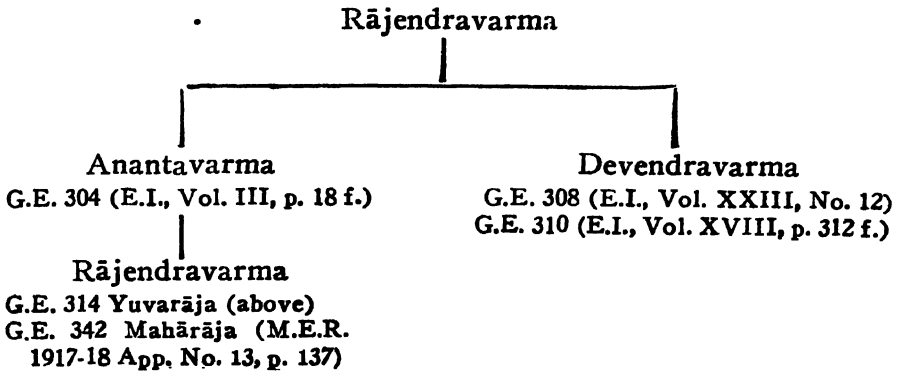 Rājendravarma
Anantavarma
G.E. 304 (E.I., Vol. III, p. 18 f.)
Devendravarma
G.E. 308 (E.I., Vol. XXIII, No. 12)
G.E. 310 (E.I., Vol. XVIII, p. 312 f.)
Rājendravarma
G.E. 314 Yuvarāja (above)
G.E. 342 Mahārāja (M.E.R.
1917-18 App. No. 13, p. 137)